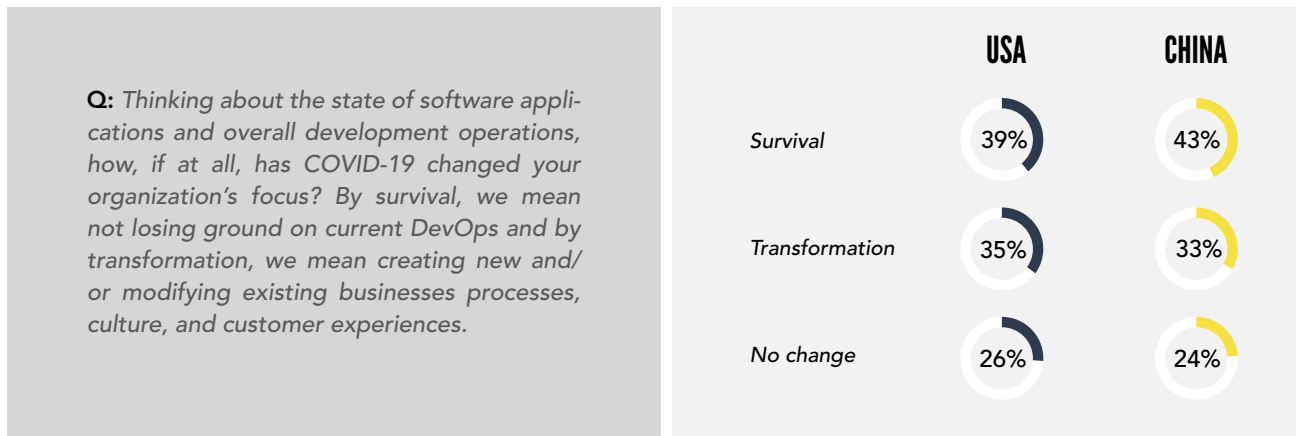 Q: Thinking about the state of software appli-
cations and overall development operations,
how, if at all, has COVID-19 changed your
organization's focus? By survival, we mean
not losing ground on current DevOps and by
transformation, we mean creating new and/
or modifying existing businesses processes,
culture, and customer experiences.
USA CHINA
Survival 39% 43%
Transformation 35% 33%
No change 26% 24%